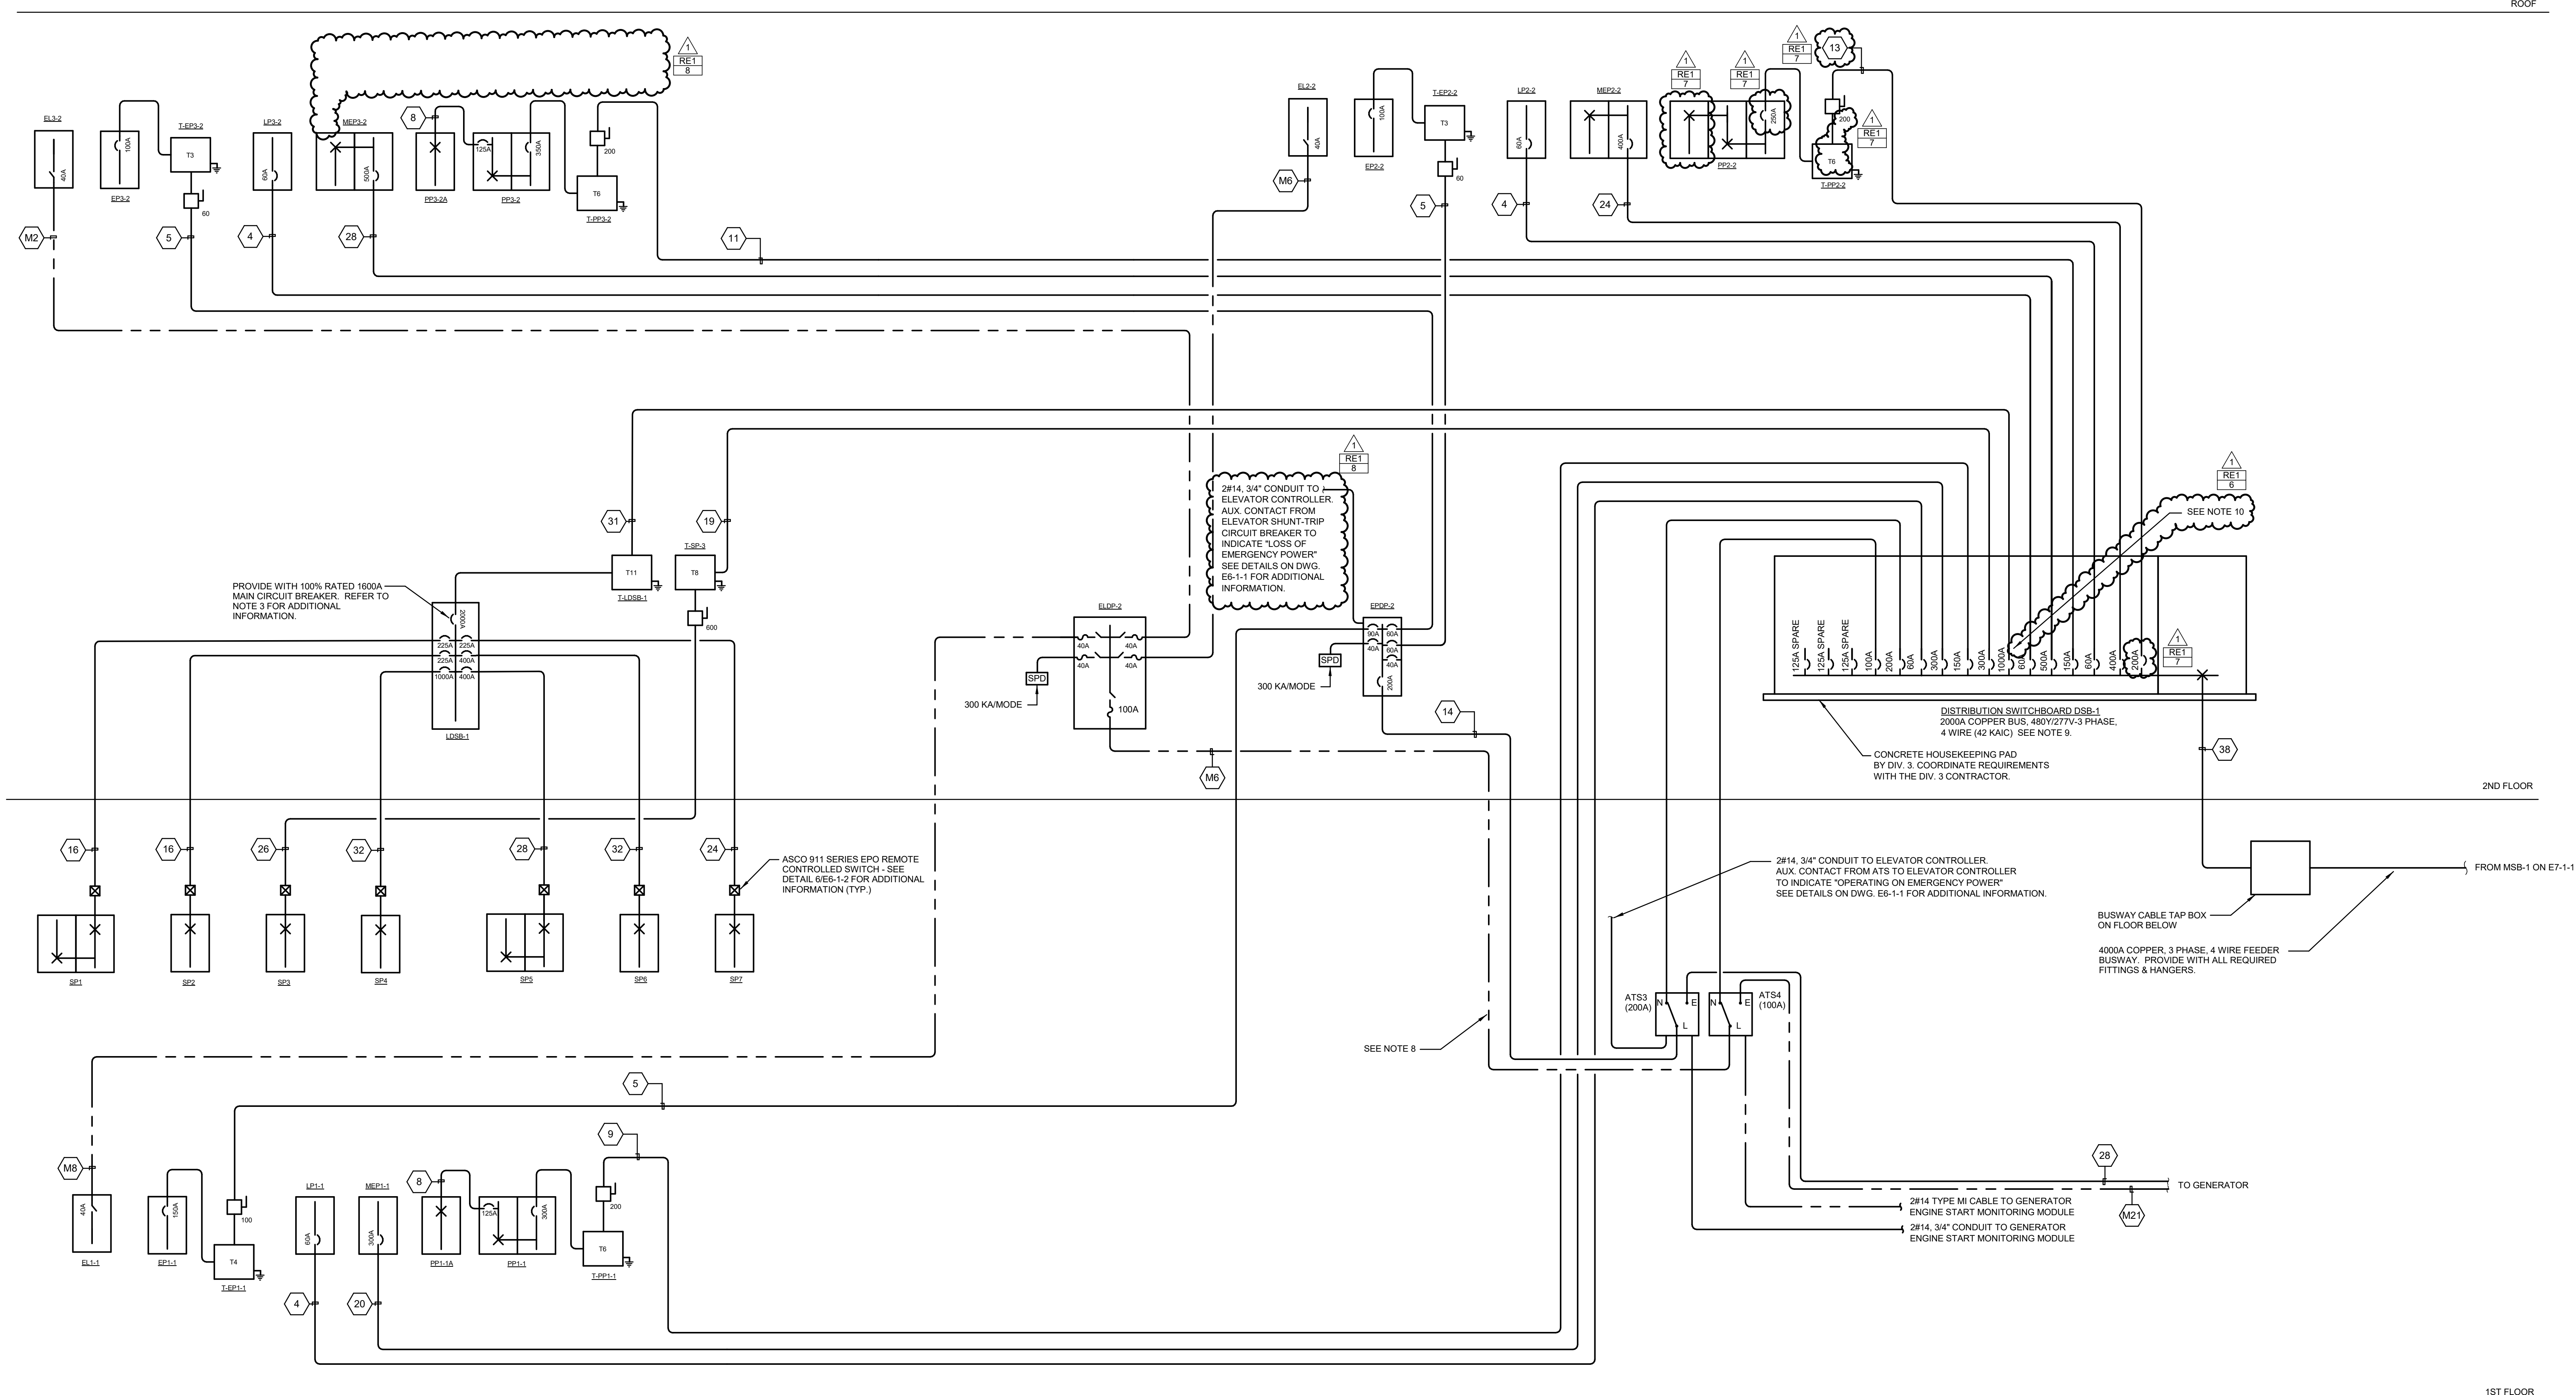 ROOF
1
RE1
8
1
RE1
7
1
RE1
7
1
RE1
7
13
EL3-2
40A
EP3-2
100A
T-EP3-2
T3
60
LP3-2
60A
MEP3-2
500A
8
PP3-2A
125A
350A
PP3-2
200
T6
T-PP3-2
M2
5
4
28
11
EL2-2
40A
M6
100A
EP2-2
T-EP2-2
T3
60
5
LP2-2
60A
4
MEP2-2
400A
24
PP2-2
250A
200
1
RE1
7
T6
T-PP2-2
1
RE1
8
2#14, 3/4" CONDUIT TO
ELEVATOR CONTROLLER.
AUX. CONTACT FROM
ELEVATOR SHUNT-TRIP
CIRCUIT BREAKER TO
INDICATE "LOSS OF
EMERGENCY POWER"
SEE DETAILS ON DWG.
E6-1-1 FOR ADDITIONAL
INFORMATION.
1
RE1
6
SEE NOTE 10
31
19
T-SP-3
T11
T8
T-LDSB-1
600
PROVIDE WITH 100% RATED 1600A
MAIN CIRCUIT BREAKER. REFER TO
NOTE 3 FOR ADDITIONAL
INFORMATION.
2000A
225A
225A
225A
400A
1000A
400A
LDSB-1
ELDP-2
40A
40A
40A
40A
100A
SPD
300 KA/MODE
EPDP-2
90A
60A
40A
60A
40A
200A
SPD
300 KA/MODE
14
M6
125A SPARE
125A SPARE
125A SPARE
100A
200A
60A
300A
150A
300A
1000A
60A
500A
150A
60A
400A
200A
1
RE1
7
DISTRIBUTION SWITCHBOARD DSB-1
2000A COPPER BUS, 480Y/277V-3 PHASE,
4 WIRE (42 KAIC) SEE NOTE 9.
CONCRETE HOUSEKEEPING PAD
BY DIV. 3. COORDINATE REQUIREMENTS
WITH THE DIV. 3 CONTRACTOR.
38
2ND FLOOR
16
16
26
32
28
32
24
ASCO 911 SERIES EPO REMOTE
CONTROLLED SWITCH - SEE
DETAIL 6/E6-1-2 FOR ADDITIONAL
INFORMATION (TYP.)
SP1
SP2
SP3
SP4
SP5
SP6
SP7
2#14, 3/4" CONDUIT TO ELEVATOR CONTROLLER.
AUX. CONTACT FROM ATS TO ELEVATOR CONTROLLER
TO INDICATE "OPERATING ON EMERGENCY POWER"
SEE DETAILS ON DWG. E6-1-1 FOR ADDITIONAL INFORMATION.
FROM MSB-1 ON E7-1-1
BUSWAY CABLE TAP BOX
ON FLOOR BELOW
4000A COPPER, 3 PHASE, 4 WIRE FEEDER
BUSWAY. PROVIDE WITH ALL REQUIRED
FITTINGS & HANGERS.
ATS3
(200A)
N
E
L
N
E
L
ATS4
(100A)
SEE NOTE 8
5
9
M8
EL1-1
40A
150A
EP1-1
100
T4
T-EP1-1
LP1-1
60A
4
MEP1-1
300A
20
8
PP1-1A
125A
300A
PP1-1
200
T6
T-PP1-1
28
TO GENERATOR
M21
2#14 TYPE MI CABLE TO GENERATOR
ENGINE START MONITORING MODULE
2#14, 3/4" CONDUIT TO GENERATOR
ENGINE START MONITORING MODULE
1ST FLOOR